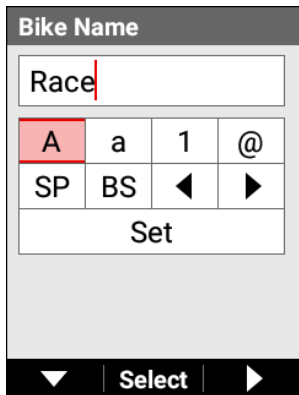 Bike Name
Race
A a 1 @
SP BS ◀ ▶
Set
▼ Select ▶